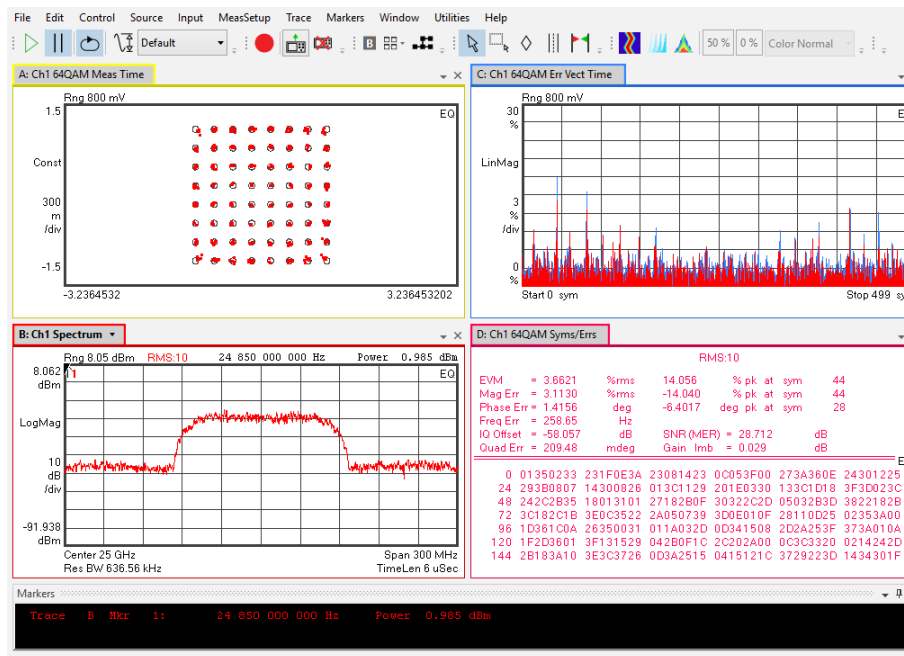 File Edit Control Source Input MeasSetup Trace Markers Window Utilities Help
Default 50 % 0 % Color Normal
A: Ch1 64QAM Meas Time
Rng 800 mV
1.5
EQ
Const
300
m
/div
-1.5
-3.2364532 3.236453202
C: Ch1 64QAM Err Vect Time
Rng 800 mV
30
%
E
LinMag
3
%
/div
0
%
Start 0 sym Stop 499 sy
B: Ch1 Spectrum
Rng 8.05 dBm RMS:10 24 850 000 000 Hz Power 0.985 dBm
8.062
dBm
1
EQ
LogMag
10
dB
/div
-91.938
dBm
Center 25 GHz Span 300 MHz
Res BW 636.56 kHz TimeLen 6 uSec
D: Ch1 64QAM Syms/Errs
RMS:10
EVM = 3.6621 %rms 14.056 % pk at sym 44
Mag Err = 3.1130 %rms -14.040 % pk at sym 44
Phase Err = 1.4156 deg -6.4017 deg pk at sym 28
Freq Err = 258.65 Hz
IQ Offset = -58.057 dB SNR (MER) = 28.712 dB
Quad Err = 209.48 mdeg Gain Imb = 0.029 dB
E
0 01350233 231F0E3A 23081423 0C053F00 273A360E 24301225
24 293B0807 14300826 013C1129 201E0330 133C1D18 3F3D023C
48 242C2B35 18013101 27182B0F 30322C2D 05032B3D 3822182B
72 3C182C1B 3E0C3522 2A050739 3D0E010F 28110D25 02353A00
96 1D361C0A 26350031 011A032D 0D341508 2D2A253F 373A010A
120 1F2D3601 3F131529 042B0F1C 2C202A00 0C3C3320 0214242D
144 2B183A10 3E3C3726 0D3A2515 0415121C 3729223D 1434301F
Markers
Trace B Mkr 1: 24 850 000 000 Hz Power 0.985 dBm